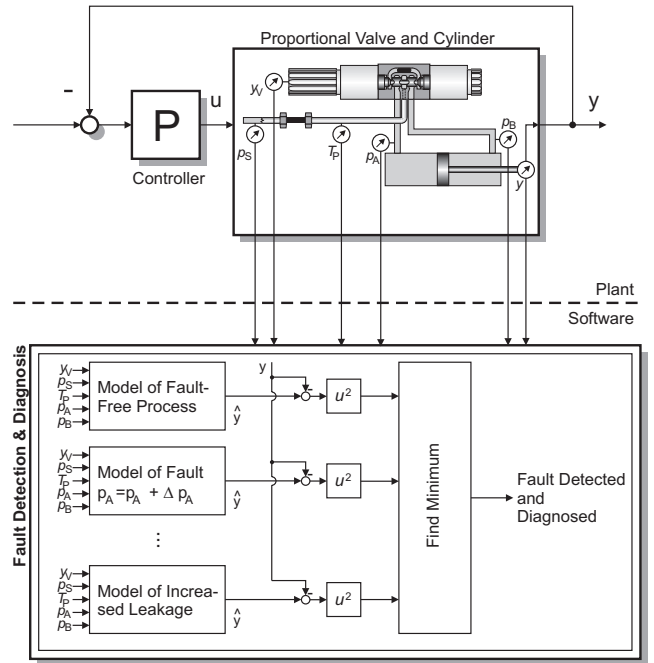 Proportional Valve and Cylinder
-
u
y
P
Controller
yV
pS
TP
pA
pB
y
Plant
Software
Fault Detection & Diagnosis
yV
pS
TP
pA
pB
Model of Fault-
Free Process
ŷ
y
-
u²
yV
pS
TP
pA
pB
Model of Fault
pA=pA + Δ pA
ŷ
-
u²
...
yV
pS
TP
pA
pB
Model of Increa-
sed Leakage
ŷ
-
u²
Find Minimum
Fault Detected
and
Diagnosed